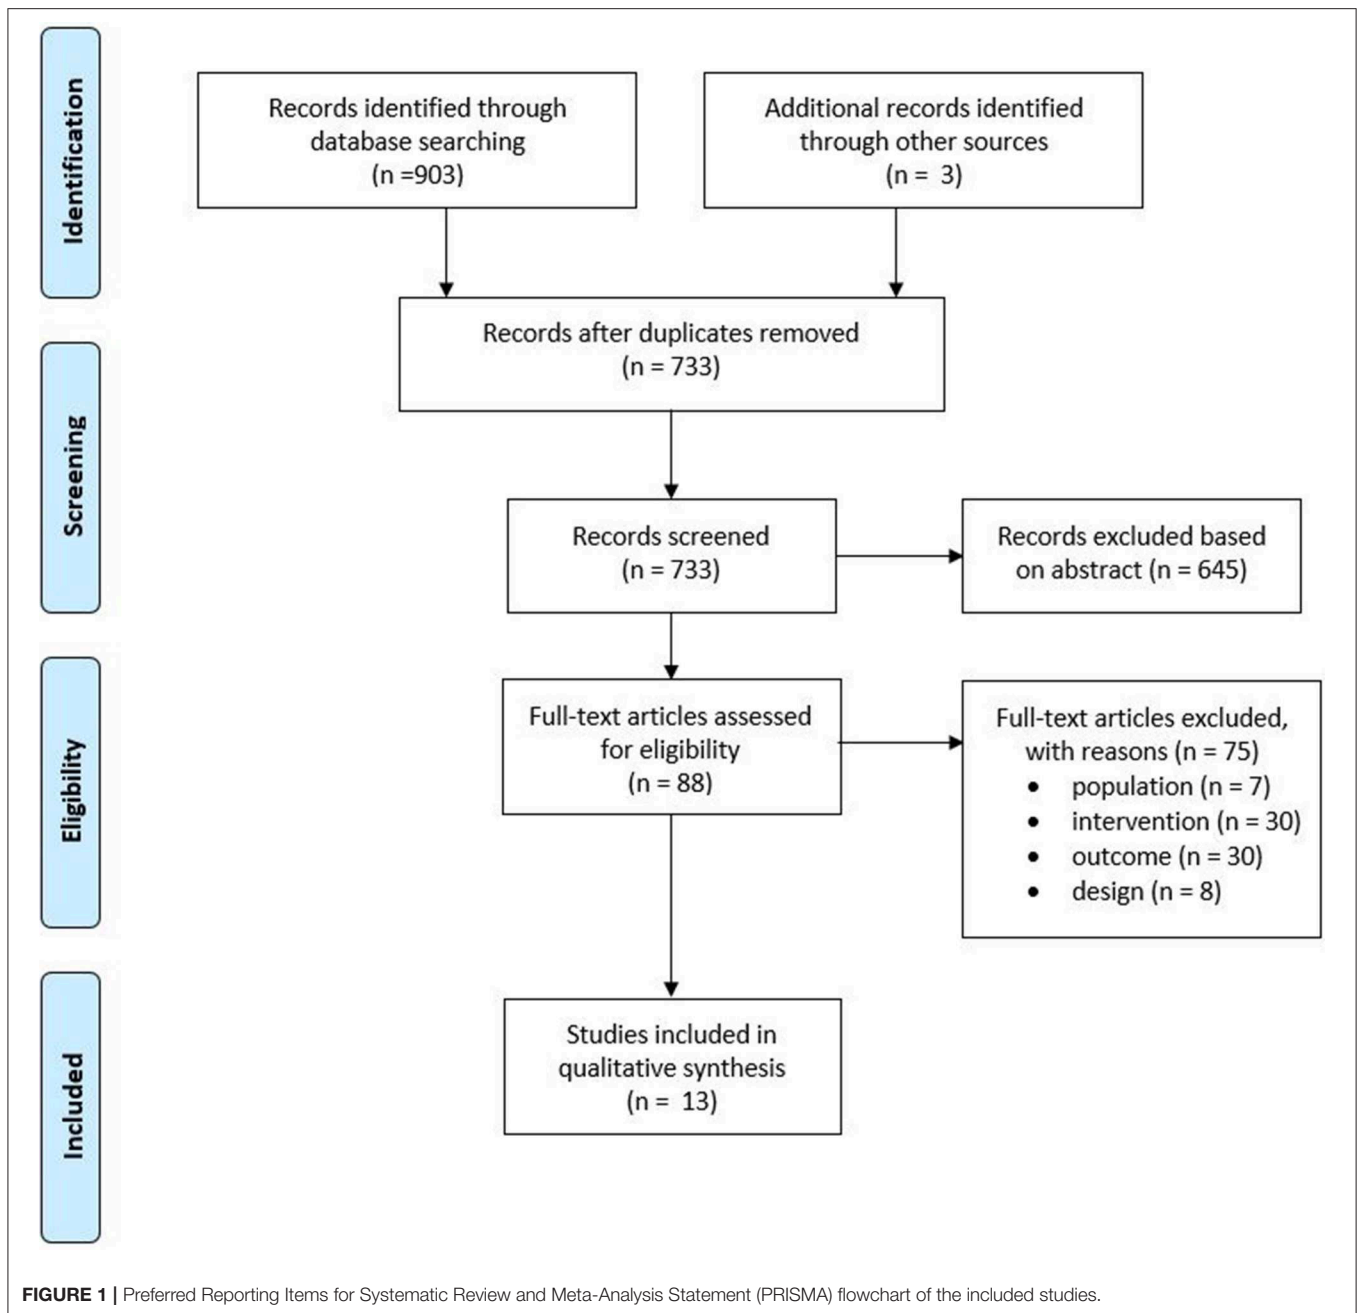 Identification
Records identified through
database searching
(n =903)
Additional records identified
through other sources
(n =  3)
Records after duplicates removed
(n = 733)
Screening
Records screened
(n = 733)
Records excluded based
on abstract (n = 645)
Eligibility
Full-text articles assessed
for eligibility
(n = 88)
Full-text articles excluded,
with reasons (n = 75)
• population (n = 7)
• intervention (n = 30)
• outcome (n = 30)
• design (n = 8)
Included
Studies included in
qualitative synthesis
(n =  13)
FIGURE 1 | Preferred Reporting Items for Systematic Review and Meta-Analysis Statement (PRISMA) flowchart of the included studies.